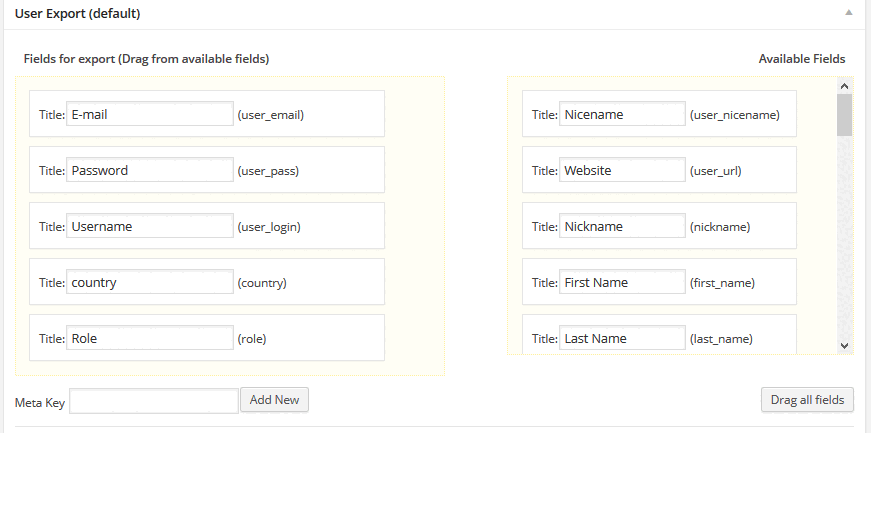 User Export (default)
Fields for export (Drag from available fields)
Available Fields
Title: E-mail (user_email)
Title: Password (user_pass)
Title: Username (user_login)
Title: country (country)
Title: Role (role)
Title: Nicename (user_nicename)
Title: Website (user_url)
Title: Nickname (nickname)
Title: First Name (first_name)
Title: Last Name (last_name)
Meta Key Add New
Drag all fields